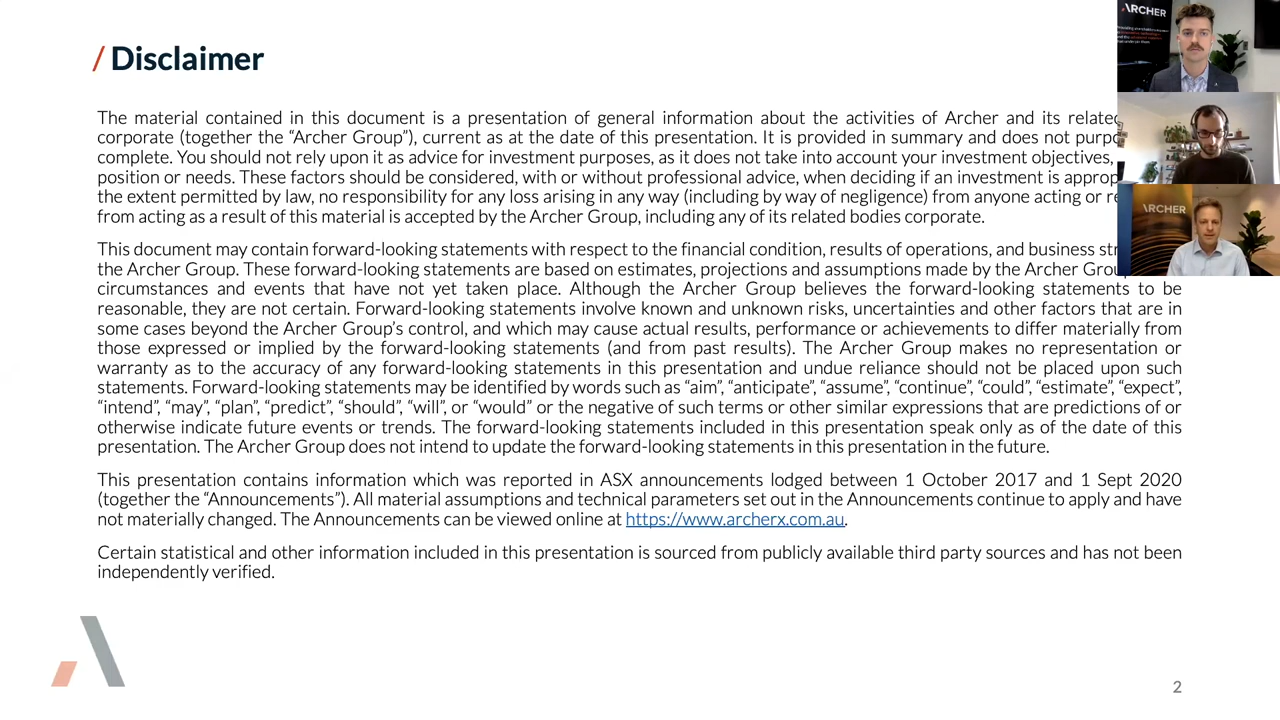 / Disclaimer
The material contained in this document is a presentation of general information about the activities of Archer and its related
corporate (together the “Archer Group”), current as at the date of this presentation. It is provided in summary and does not
complete. You should not rely upon it as advice for investment purposes, as it does not take into account your investment objectives,
position or needs. These factors should be considered, with or without professional advice, when deciding if an investment is
the extent permitted by law, no responsibility for any loss arising in any way (including by way of negligence) from anyone acting or
from acting as a result of this material is accepted by the Archer Group, including any of its related bodies corporate.
This document may contain forward-looking statements with respect to the financial condition, results of operations, and business
the Archer Group. These forward-looking statements are based on estimates, projections and assumptions made by the Archer Group
circumstances and events that have not yet taken place. Although the Archer Group believes the forward-looking statements to be
reasonable, they are not certain. Forward-looking statements involve known and unknown risks, uncertainties and other factors that are in
some cases beyond the Archer Group’s control, and which may cause actual results, performance or achievements to differ materially from
those expressed or implied by the forward-looking statements (and from past results). The Archer Group makes no representation or
warranty as to the accuracy of any forward-looking statements in this presentation and undue reliance should not be placed upon such
statements. Forward-looking statements may be identified by words such as “aim”, “anticipate”, “assume”, “continue”, “could”, “estimate”, “expect”,
“intend”, “may”, “plan”, “predict”, “should”, “will”, or “would” or the negative of such terms or other similar expressions that are predictions of or
otherwise indicate future events or trends. The forward-looking statements included in this presentation speak only as of the date of this
presentation. The Archer Group does not intend to update the forward-looking statements in this presentation in the future.
This presentation contains information which was reported in ASX announcements lodged between 1 October 2017 and 1 Sept 2020
(together the “Announcements”). All material assumptions and technical parameters set out in the Announcements continue to apply and have
not materially changed. The Announcements can be viewed online at https://www.archerx.com.au.
Certain statistical and other information included in this presentation is sourced from publicly available third party sources and has not been
independently verified.
2
ARCHER
ARCHER